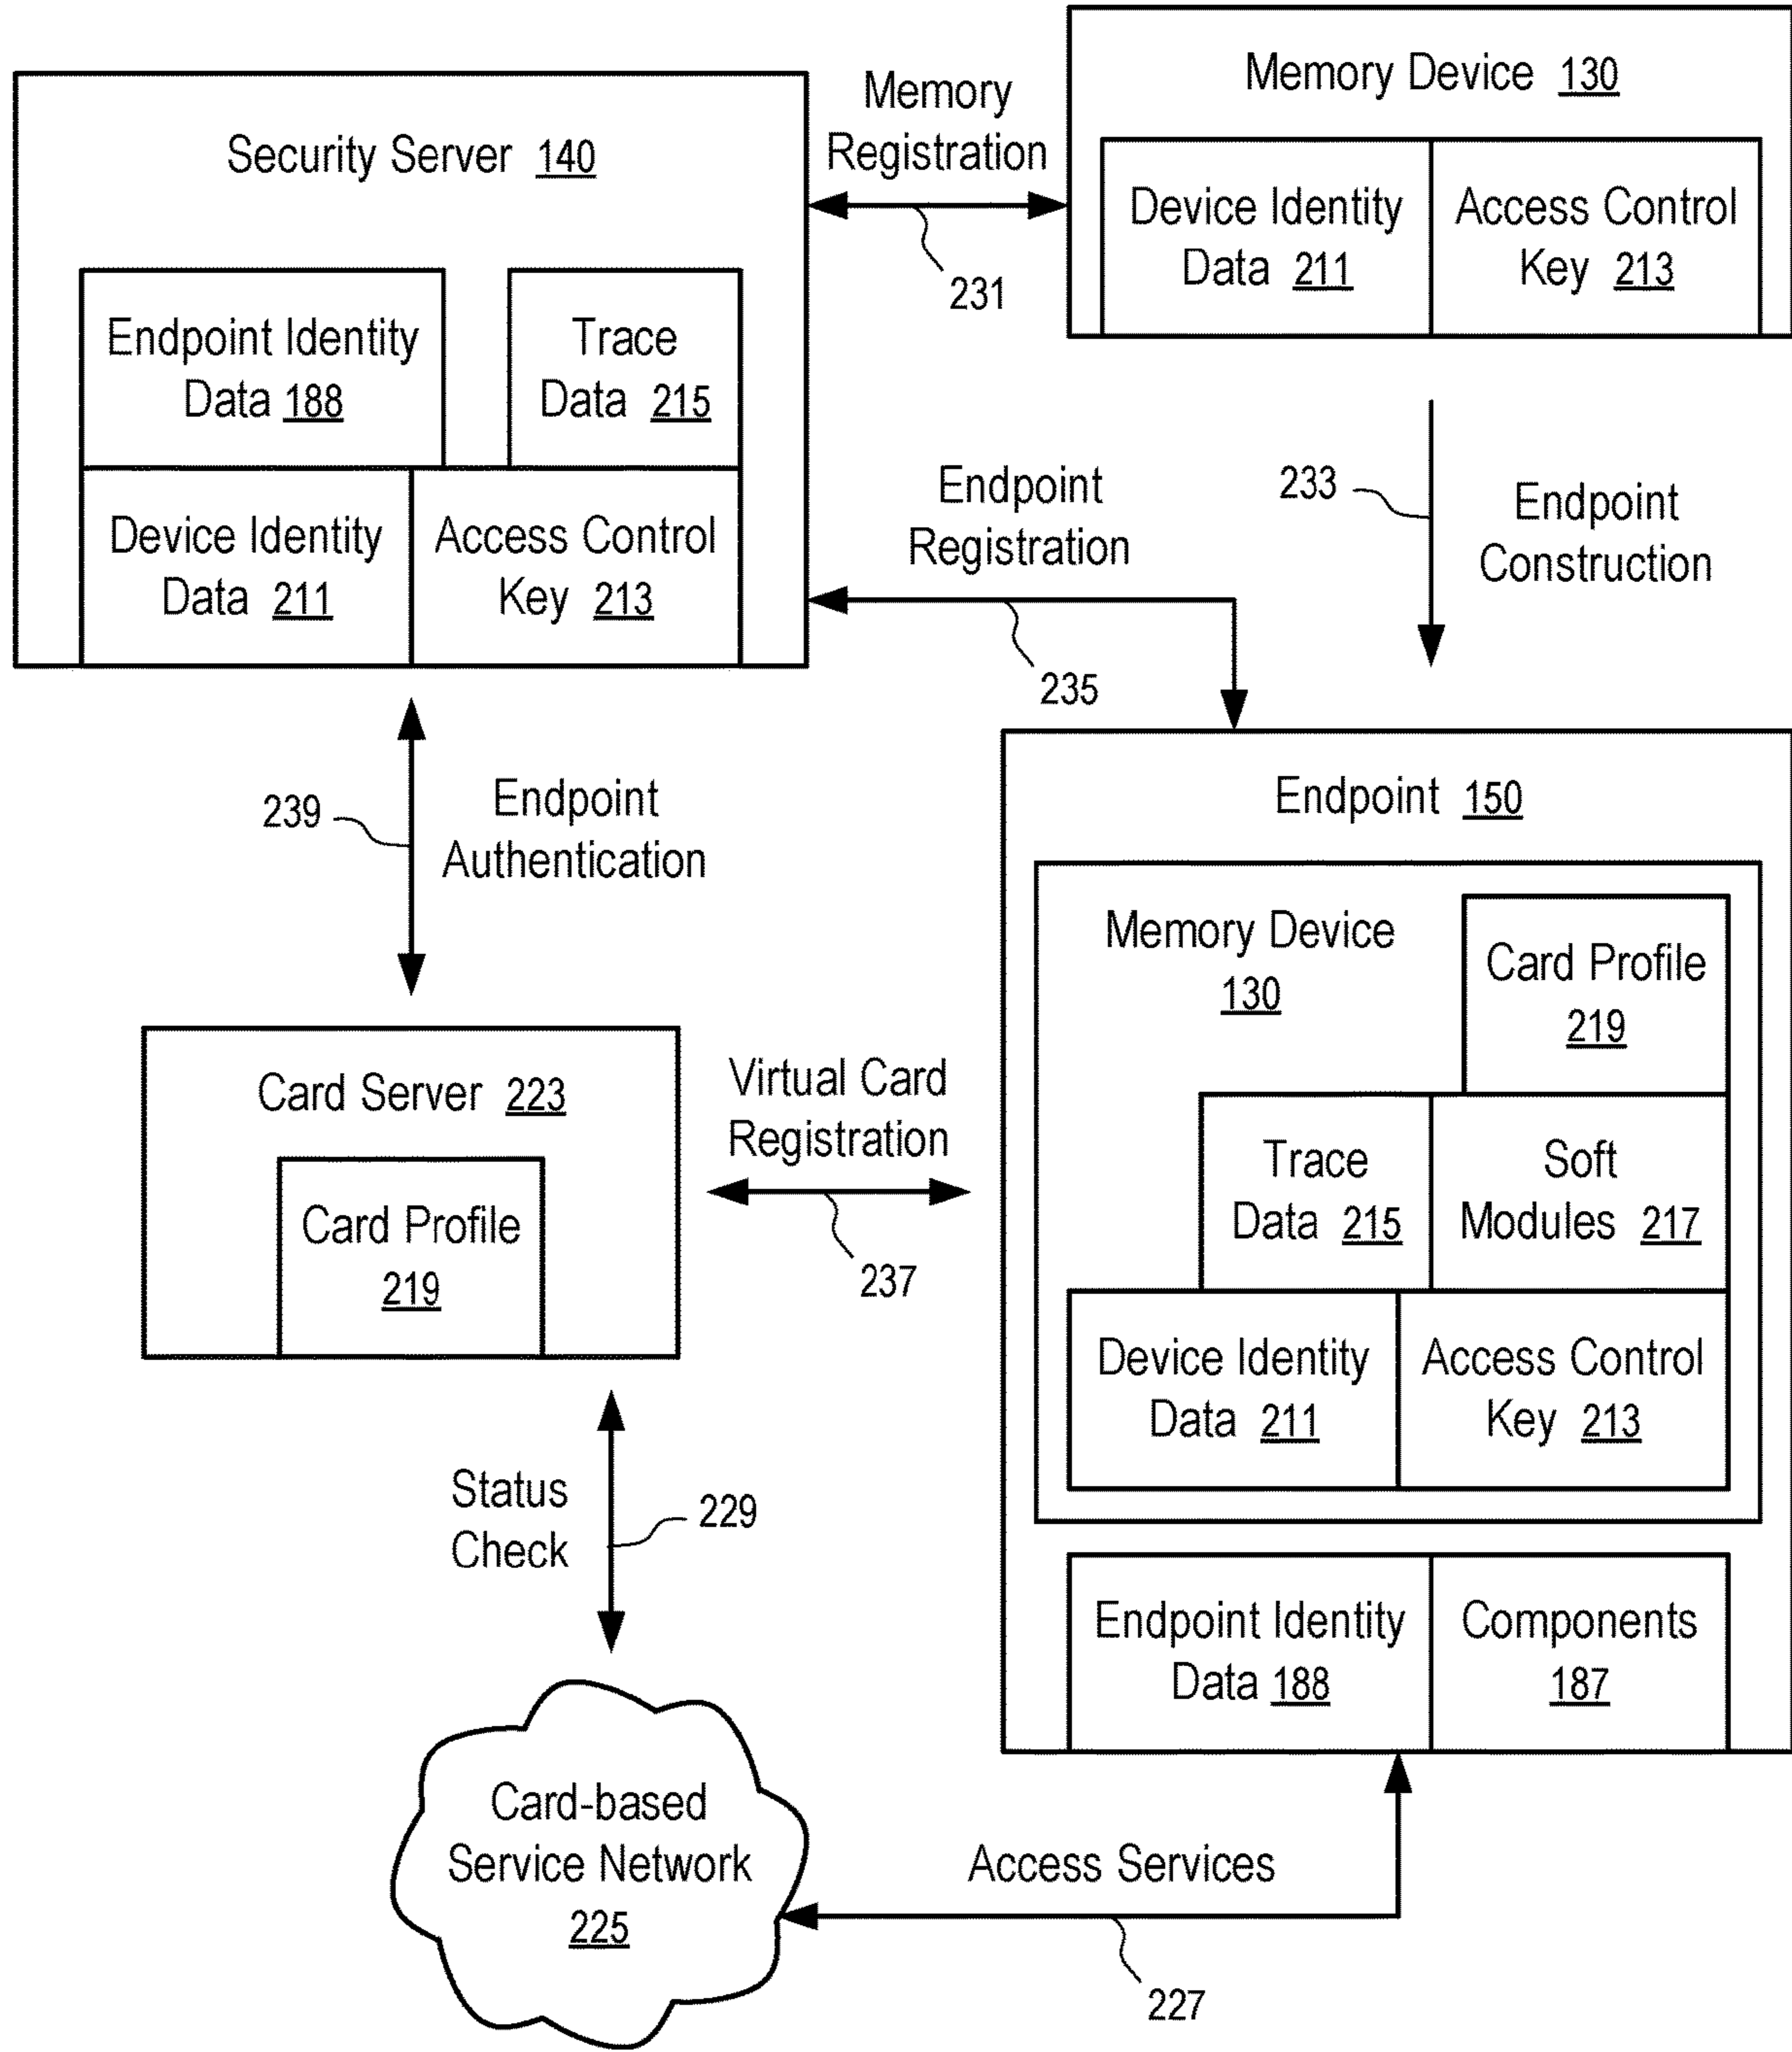 Memory Device 130
Device Identity
Data 211
Access Control
Key 213
Memory
Registration
231
Security Server 140
Endpoint Identity
Data 188
Trace
Data 215
Device Identity
Data 211
Access Control
Key 213
Endpoint
Registration
235
233
Endpoint
Construction
239
Endpoint
Authentication
Endpoint 150
Memory Device
130
Card Profile
219
Trace
Data 215
Soft
Modules 217
Device Identity
Data 211
Access Control
Key 213
Endpoint Identity
Data 188
Components
187
Card Server 223
Card Profile
219
Virtual Card
Registration
237
Status
Check
229
Card-based
Service Network
225
Access Services
227